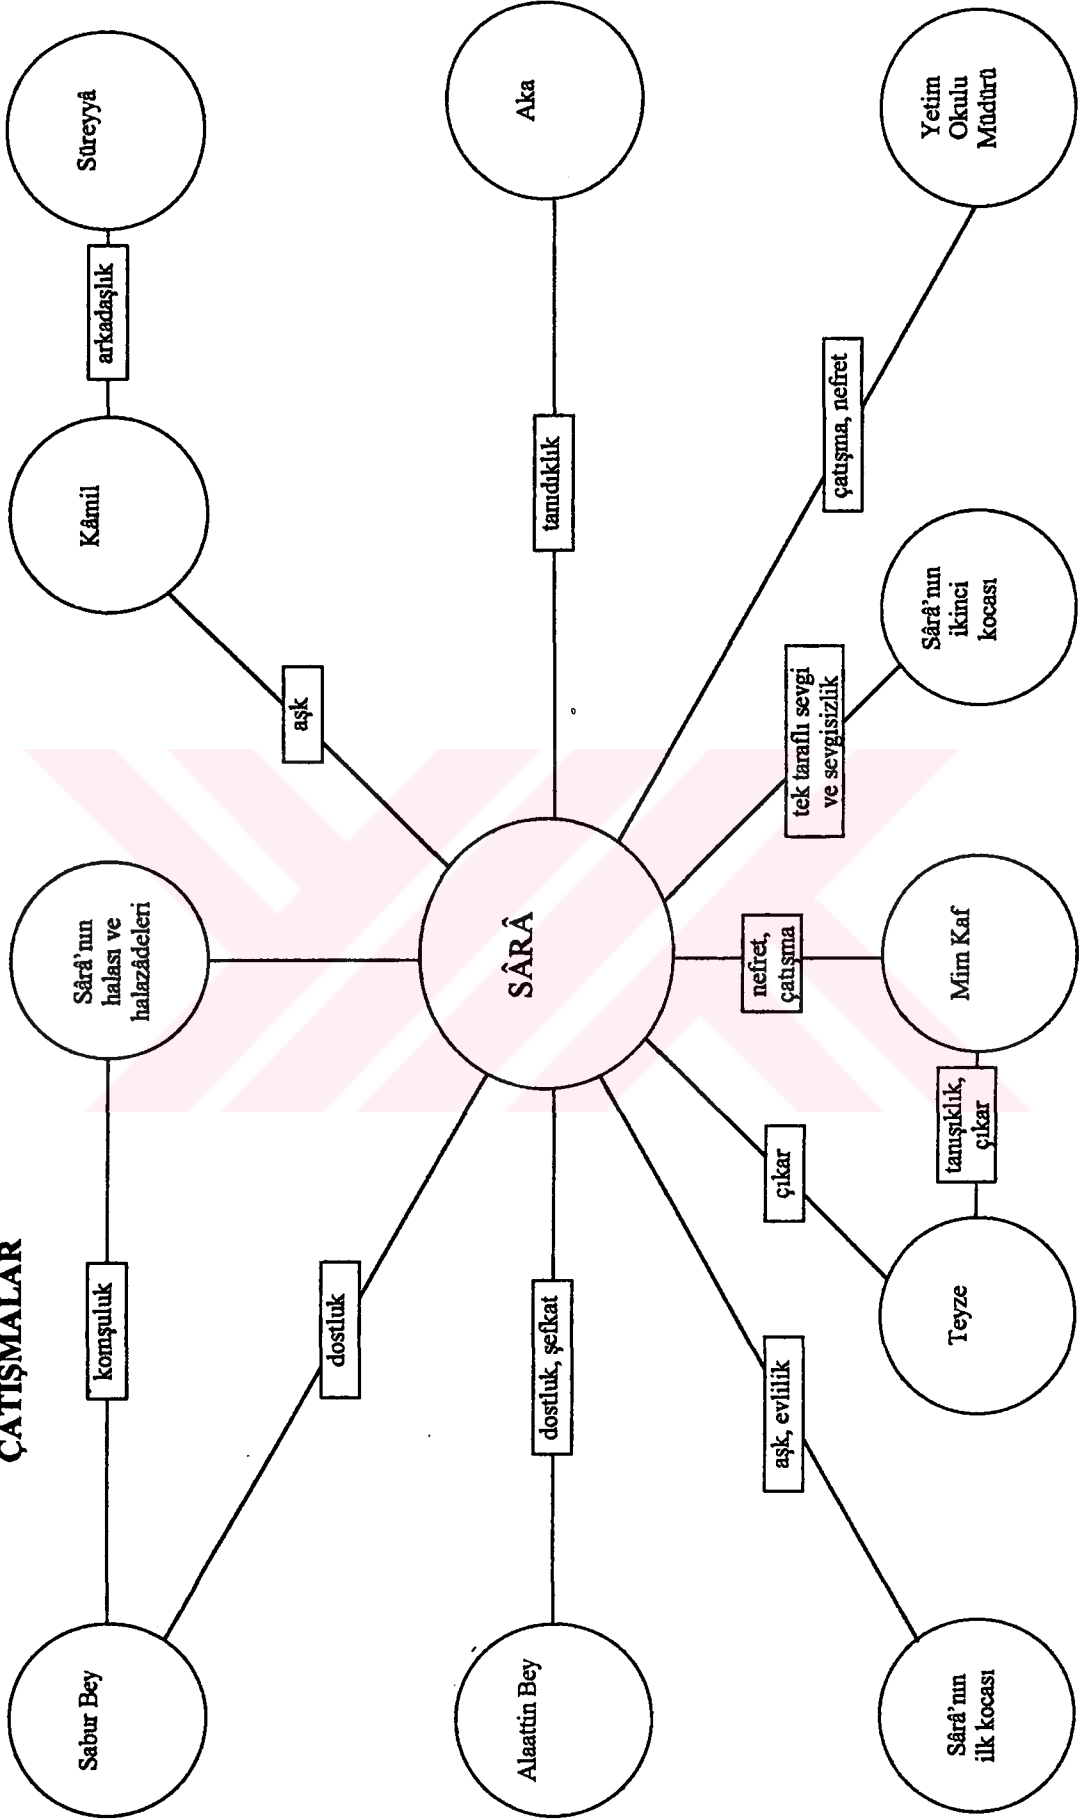 ÇATIŞMALAR
Sabur Bey
komşuluk
Sârâ’nın
halası ve
halazâdeleri
Kâmil
arkadaşlık
Süreyyâ
dostluk
aşk
Alaattin Bey
dostluk, şefkat
SÂRÂ
tanıdıklık
Aka
aşk, evlilik
çıkar
nefret,
çatışma
tek taraflı sevgi
ve sevgisizlik
çatışma, nefret
Sârâ’nın
ilk kocası
Teyze
tanışıklık,
çıkar
Mim Kaf
Sârâ’nın
ikinci
kocası
Yetim
Okulu
Müdürü